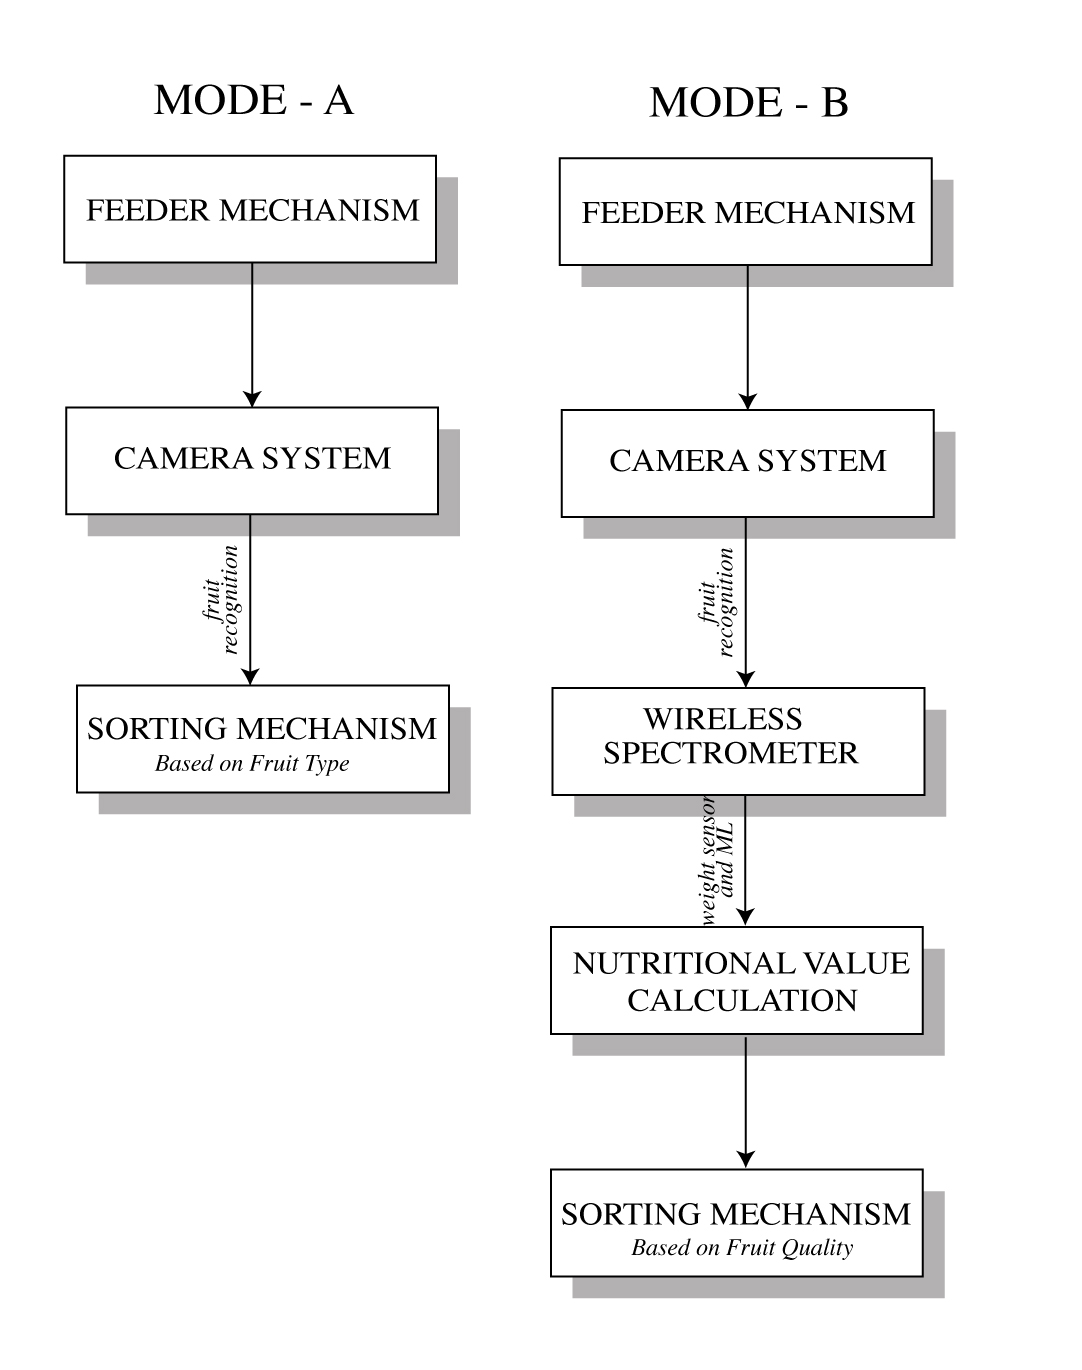 MODE - A
FEEDER MECHANISM
CAMERA SYSTEM
fruit
recognition
SORTING MECHANISM
Based on Fruit Type
MODE - B
FEEDER MECHANISM
CAMERA SYSTEM
fruit
recognition
WIRELESS
SPECTROMETER
weight sensor
and ML
NUTRITIONAL VALUE
CALCULATION
SORTING MECHANISM
Based on Fruit Quality